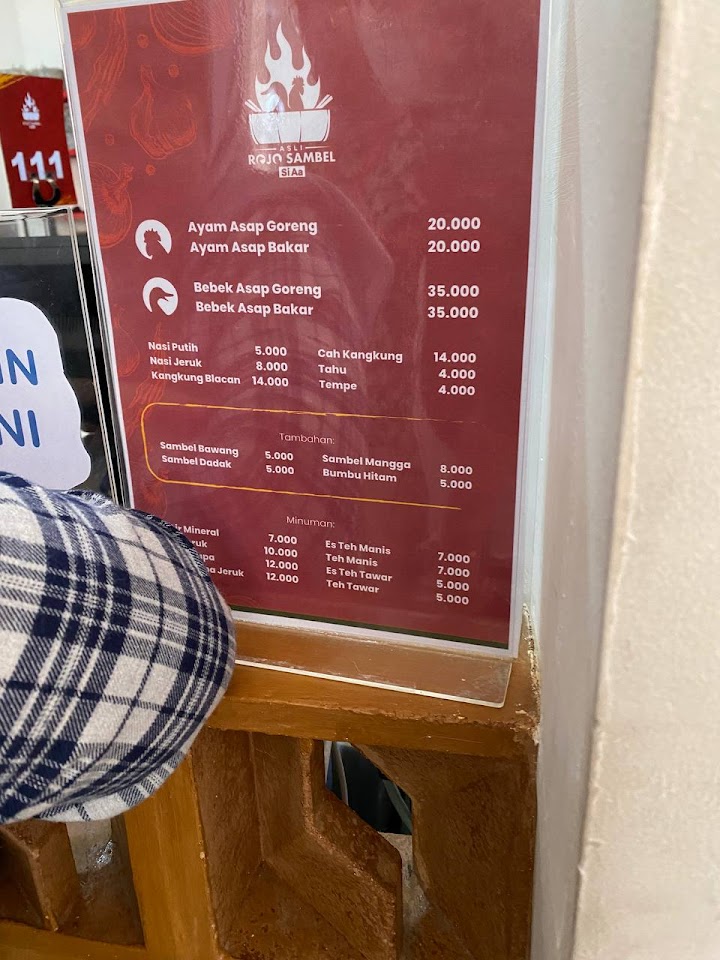 ASLI
ROJO SAMBEL
Si Aa
111
Ayam Asap Goreng 20.000
Ayam Asap Bakar 20.000
Bebek Asap Goreng 35.000
Bebek Asap Bakar 35.000
Nasi Putih 5.000
Nasi Jeruk 8.000
Kangkung Blacan 14.000
Cah Kangkung 14.000
Tahu 4.000
Tempe 4.000
Tambahan:
Sambel Bawang 5.000
Sambel Dadak 5.000
Sambel Mangga 8.000
Bumbu Hitam 5.000
Minuman:
Mineral 7.000
10.000
12.000
Jeruk 12.000
Es Teh Manis 7.000
Teh Manis 7.000
Es Teh Tawar 5.000
Teh Tawar 5.000